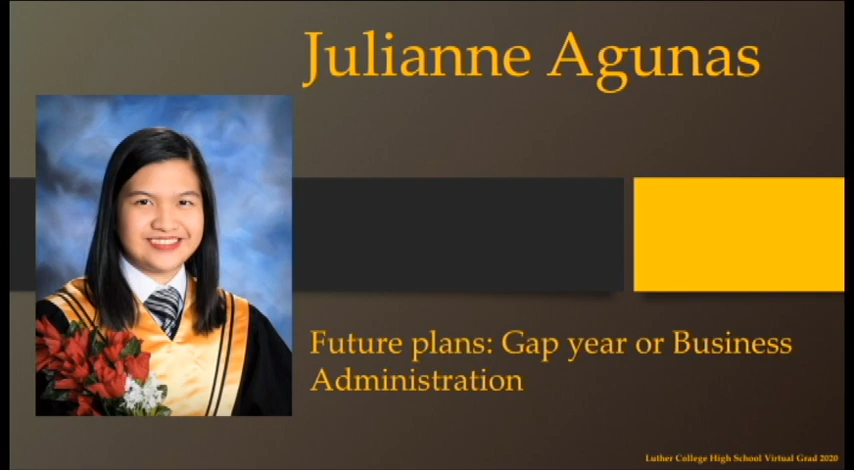 Julianne Agunas
Future plans: Gap year or Business
Administration
Luther College High School Virtual Grad 2020